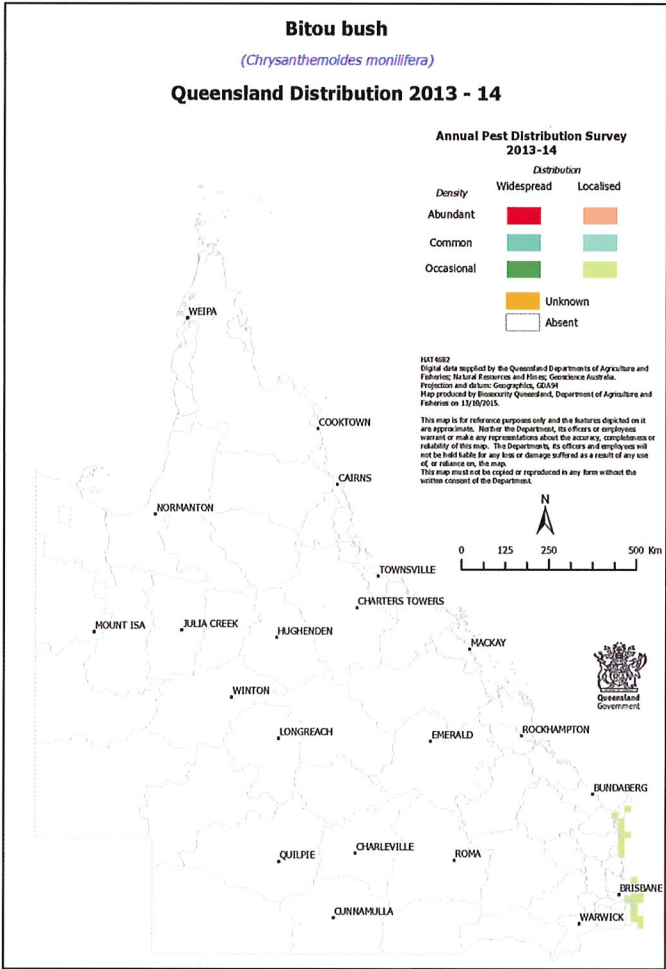 Bitou bush
(Chrysanthemoides monilifera)
Queensland Distribution 2013 - 14
Annual Pest Distribution Survey
2013-14
Distribution
Density Widespread Localised
Abundant
Common
Occasional
Unknown
Absent
HAT4682
Digital data supplied by the Queensland Departments of Agriculture and
Fisheries; Natural Resources and Mines; Geoscience Australia.
Projection and datum: Geographics, GDA94
Map produced by Biosecurity Queensland, Department of Agriculture and
Fisheries on 13/10/2015.
This map is for reference purposes only and the features depicted on it
are approximate. Neither the Department, its officers or employees
warrant or make any representations about the accuracy, completeness or
reliability of this map. The Departments, its officers and employees will
not be held liable for any loss or damage suffered as a result of any use
of, or reliance on, the map.
This map must not be copied or reproduced in any form without the
written consent of the Department.
N
0 125 250 500 Km
WEIPA
COOKTOWN
CAIRNS
NORMANTON
TOWNSVILLE
CHARTERS TOWERS
MOUNT ISA
JULIA CREEK
HUGHENDEN
MACKAY
Queensland
Government
WINTON
LONGREACH
EMERALD
ROCKHAMPTON
BUNDABERG
QUILPIE
CHARLEVILLE
ROMA
BRISBANE
CUNNAMULLA
WARWICK